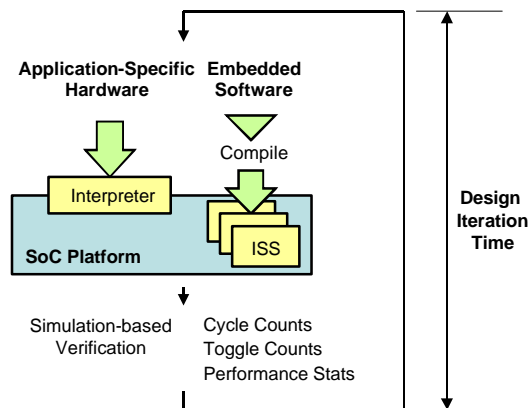 Application-Specific
Hardware
Embedded
Software
Compile
Interpreter
ISS
SoC Platform
Design
Iteration
Time
Simulation-based
Verification
Cycle Counts
Toggle Counts
Performance Stats